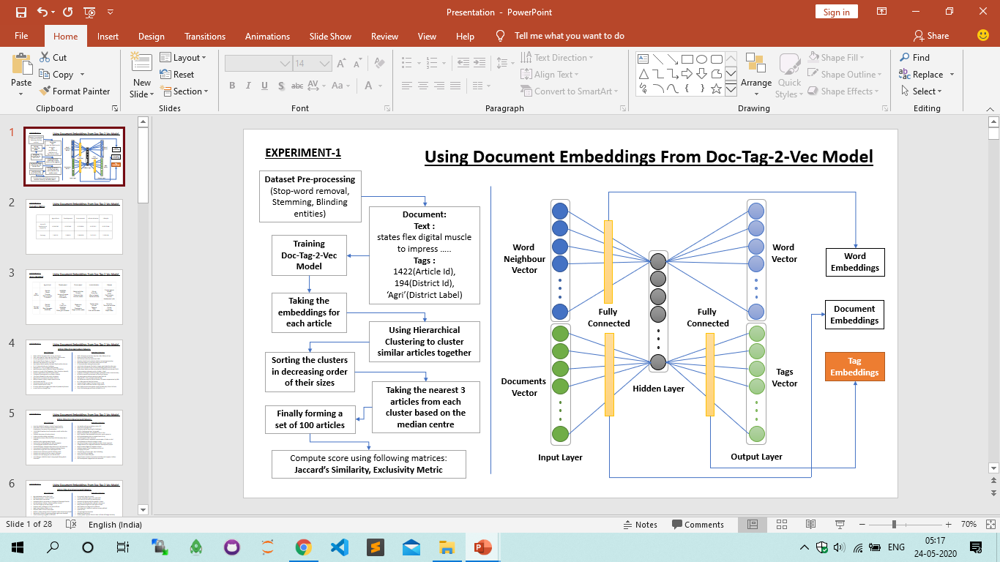 Presentation - PowerPoint
Sign in
File
Home
Insert
Design
Transitions
Animations
Slide Show
Review
View
Help
Tell me what you want to do
Share
Paste
Cut
Copy
Format Painter
Clipboard
New
Slide
Layout
Reset
Section
Slides
14
Font
Text Direction
Align Text
Convert to SmartArt
Paragraph
Arrange
Quick
Styles
Shape Fill
Shape Outline
Shape Effects
Drawing
Find
Replace
Select
Editing
1
2
3
4
5
6
EXPERIMENT-1
Using Document Embeddings From Doc-Tag-2-Vec Model
Dataset Pre-processing
(Stop-word removal,
Stemming, Blinding
entities)
Document:
Text :
states flex digital muscle
to impress .....
Tags :
1422(Article Id),
194(District Id),
‘Agri’(District Label)
Training
Doc-Tag-2-Vec
Model
Taking the
embeddings for
each article
Using Hierarchical
Clustering to cluster
similar articles together
Sorting the clusters
in decreasing order
of their sizes
Taking the nearest 3
articles from each
cluster based on the
median centre
Finally forming a
set of 100 articles
Compute score using following matrices:
Jaccard’s Similarity, Exclusivity Metric
Word
Neighbour
Vector
Documents
Vector
Input Layer
Fully
Connected
Hidden Layer
Fully
Connected
Word
Vector
Tags
Vector
Output Layer
Word
Embeddings
Document
Embeddings
Tag
Embeddings
Slide 1 of 28
English (India)
Notes
Comments
70%
ENG
05:17
24-05-2020